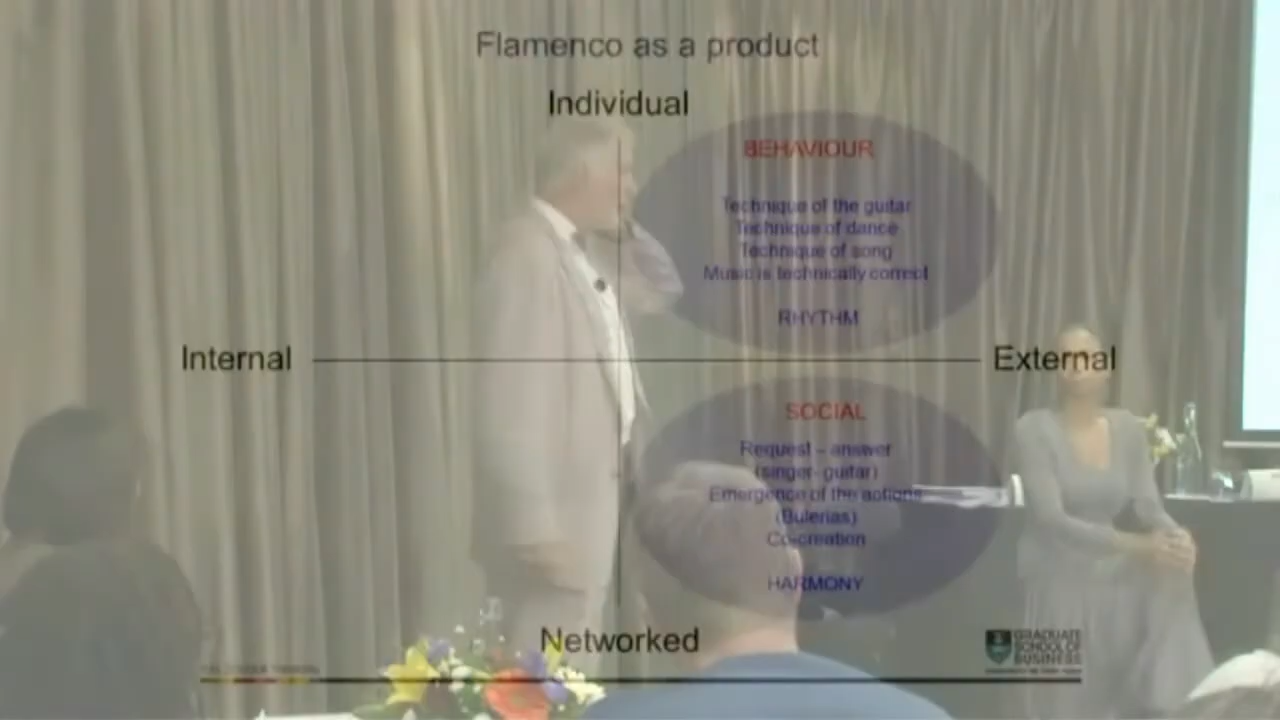 Flamenco as a product
Individual
BEHAVIOUR
Technique of the guitar
Technique of dance
Technique of song
Music is technically correct
RHYTHM
Internal
External
SOCIAL
Request – answer
(singer- guitar)
Emergence of the actions
(Bulerias)
Co-creation
HARMONY
Networked
GRADUATE
SCHOOL OF
BUSINESS